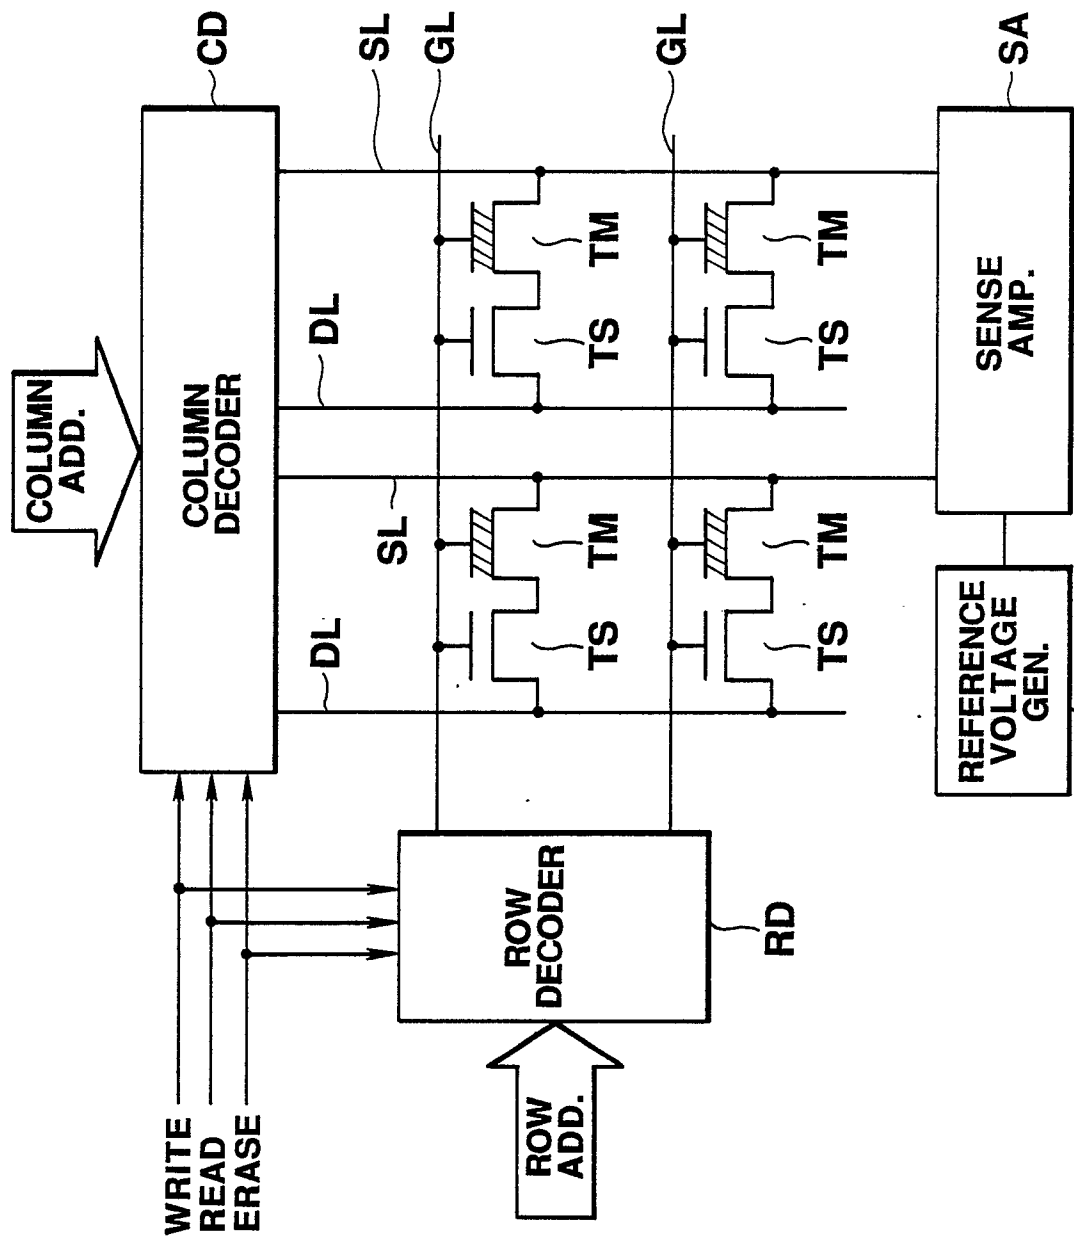 WRITE
READ
ERASE
COLUMN
ADD.
COLUMN
DECODER
CD
ROW
ADD.
ROW
DECODER
RD
DL
SL
DL
SL
GL
GL
TS
TM
TS
TM
TS
TM
TS
TM
REFERENCE
VOLTAGE
GEN.
SENSE
AMP.
SA